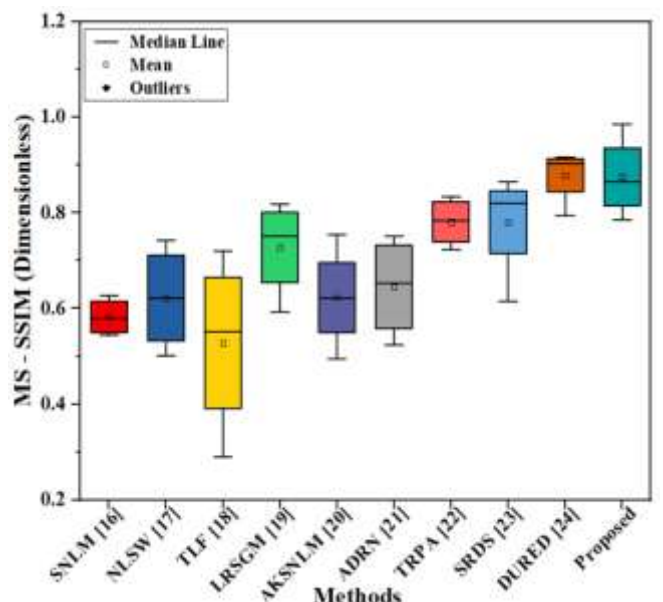 1.2
1.0
0.8
0.6
0.4
0.2
MS - SSIM (Dimensionless)
Median Line
Mean
Outliers
SNLM [16]
NLSW [17]
TLF [18]
LRSGM [19]
AKSNLM [20]
ADRN [21]
TRPA [22]
SRDS [23]
DURED [24]
Proposed
Methods